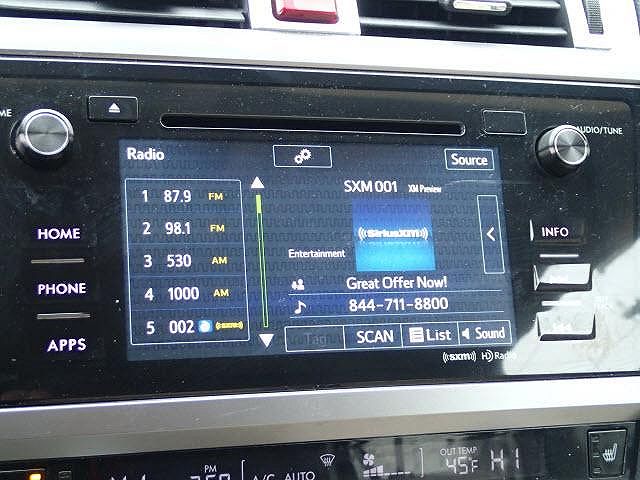 AUDIO/TUNE
Radio
Source
SXM 001 XM Preview
1 87.9 FM
2 98.1 FM
3 530 AM
4 1000 AM
5 002 ((SXM))
((SiriusXM))
Entertainment
Great Offer Now!
844-711-8800
SCAN List Sound
((SXM)) HD Radio
HOME
PHONE
APPS
INFO
PM
A/C AUTO
OUT TEMP
45°F HI